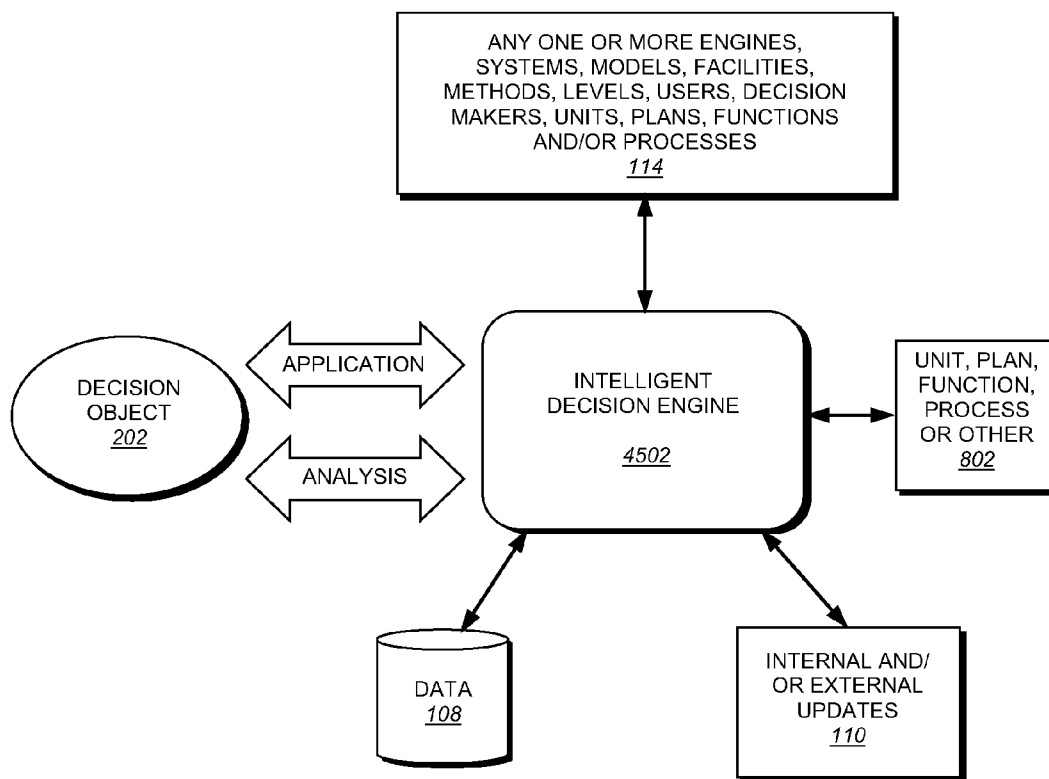 ANY ONE OR MORE ENGINES,
SYSTEMS, MODELS, FACILITIES,
METHODS, LEVELS, USERS, DECISION
MAKERS, UNITS, PLANS, FUNCTIONS
AND/OR PROCESSES
114
DECISION
OBJECT
202
APPLICATION
ANALYSIS
INTELLIGENT
DECISION ENGINE
4502
UNIT, PLAN,
FUNCTION,
PROCESS
OR OTHER
802
DATA
108
INTERNAL AND/
OR EXTERNAL
UPDATES
110